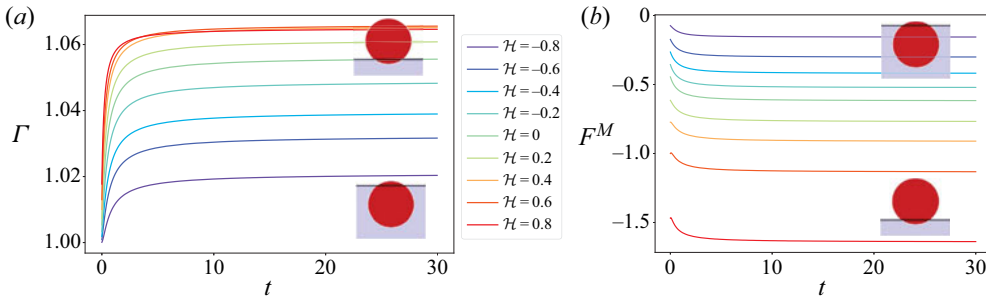 (a)
1.06
1.04
1.02
1.00
Γ
0
10
20
30
t
ℋ = –0.8
ℋ = –0.6
ℋ = –0.4
ℋ = –0.2
ℋ = 0
ℋ = 0.2
ℋ = 0.4
ℋ = 0.6
ℋ = 0.8
(b)
0
−0.5
−1.0
−1.5
F^M
0
10
20
30
t